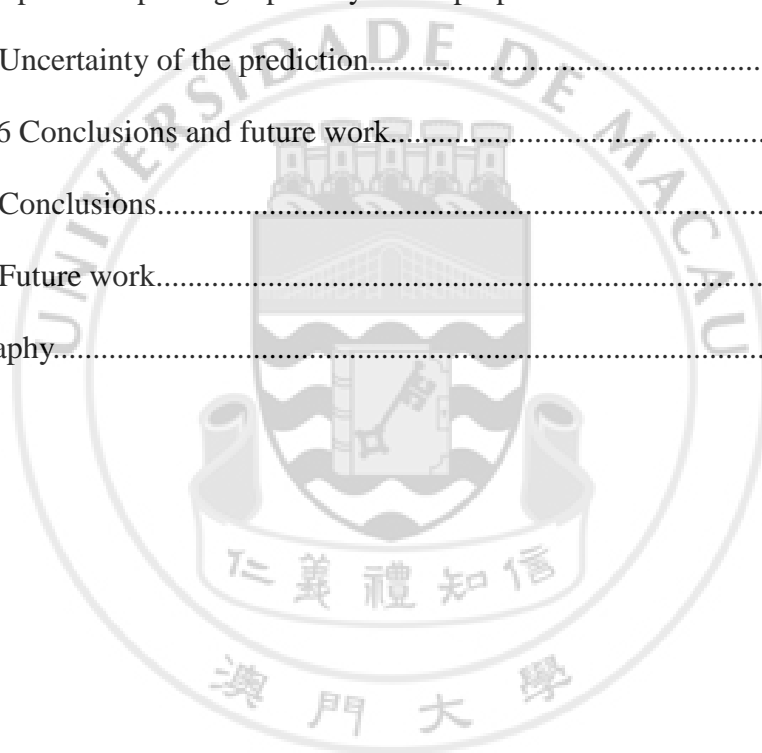 Uncertainty of the prediction...............................................
6 Conclusions and future work.............................................
Conclusions..........................................................................
Future work..........................................................................
aphy.......................................................................................
UNIVERSIDADE DE MACAU
仁義禮知信
澳門大學